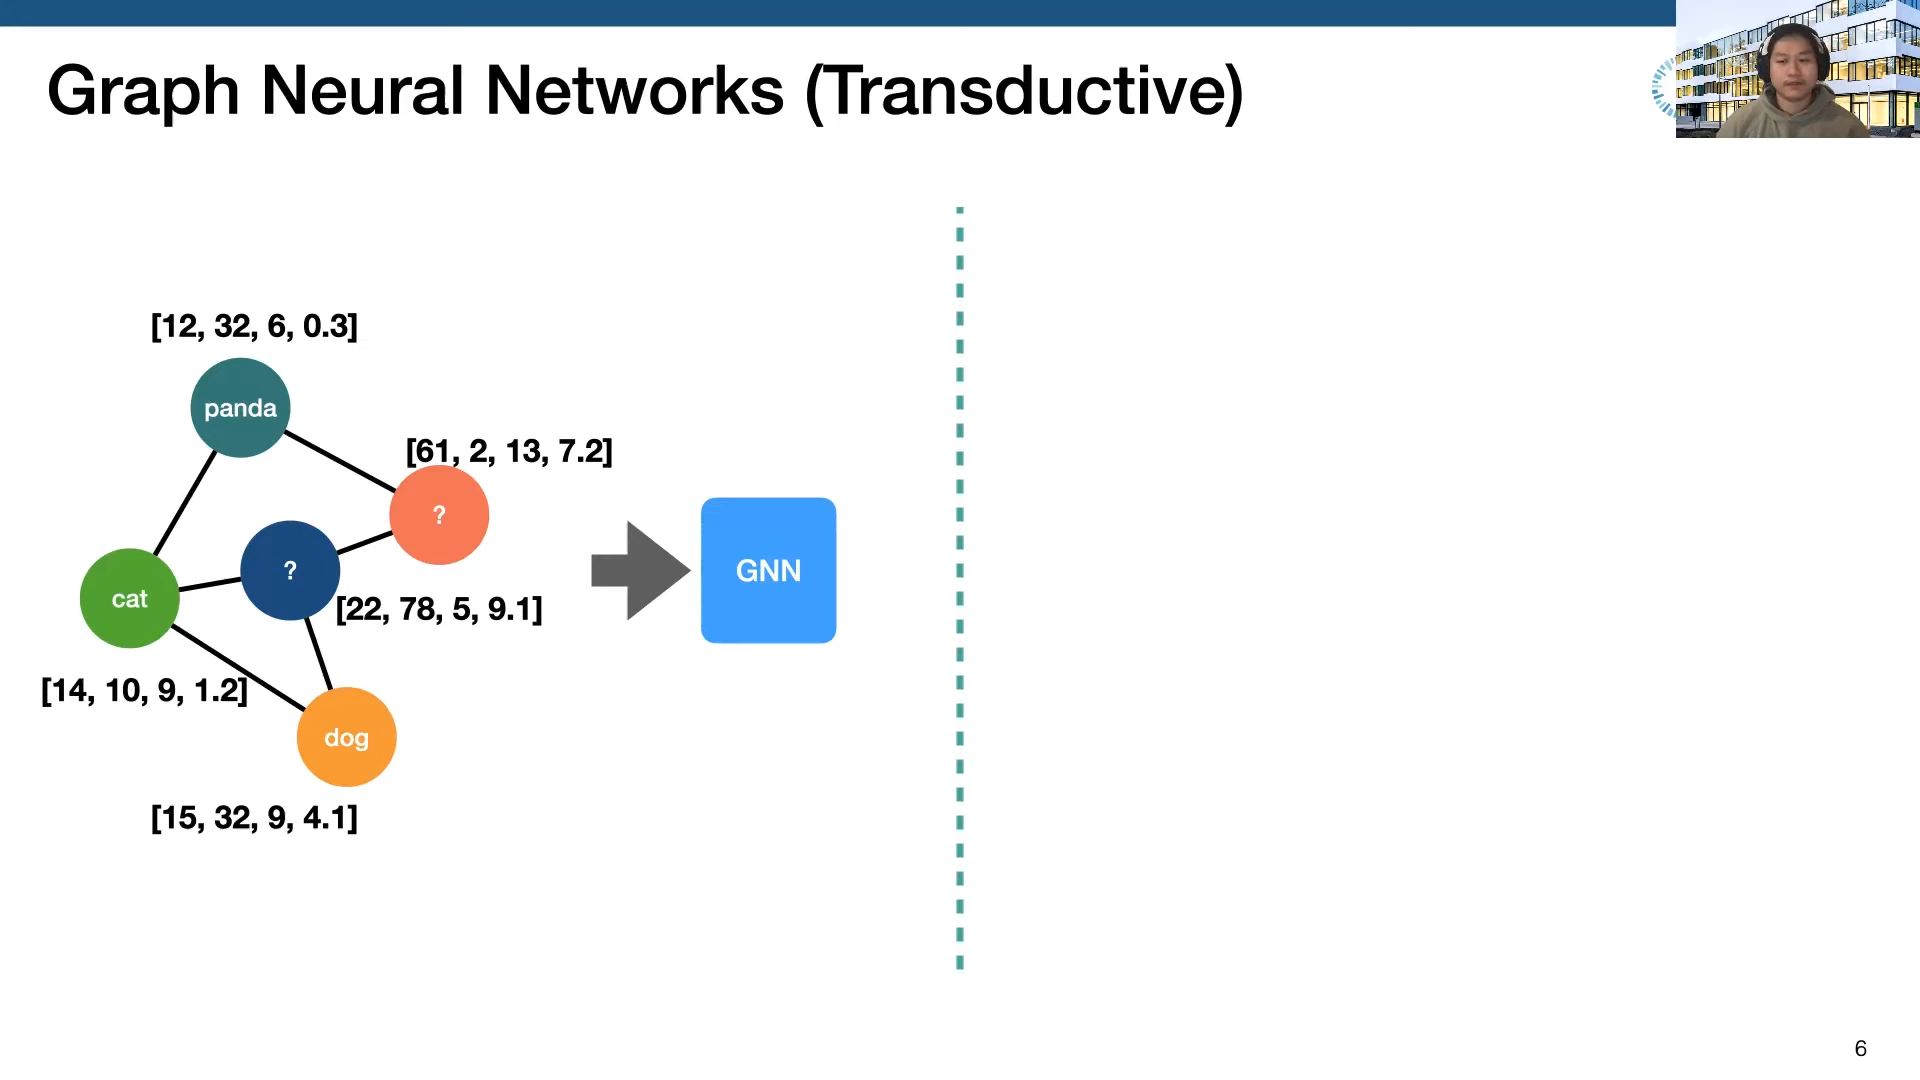 Graph Neural Networks (Transductive)
[12, 32, 6, 0.3]
panda
[61, 2, 13, 7.2]
?
?
GNN
cat
[22, 78, 5, 9.1]
[14, 10, 9, 1.2]
dog
[15, 32, 9, 4.1]
6